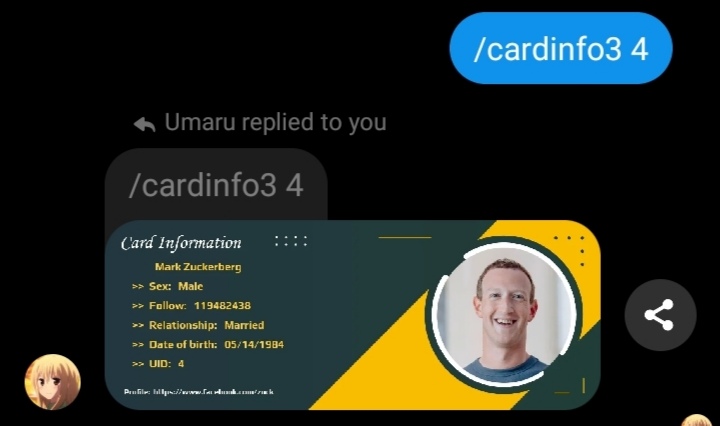 /cardinfo3 4
Umaru replied to you
/cardinfo3 4
Card Information
Mark Zuckerberg
>> Sex: Male
>> Follow: 119482438
>> Relationship: Married
>> Date of birth: 05/14/1984
>> UID: 4
Profile: https://www.facebook.com/zuck